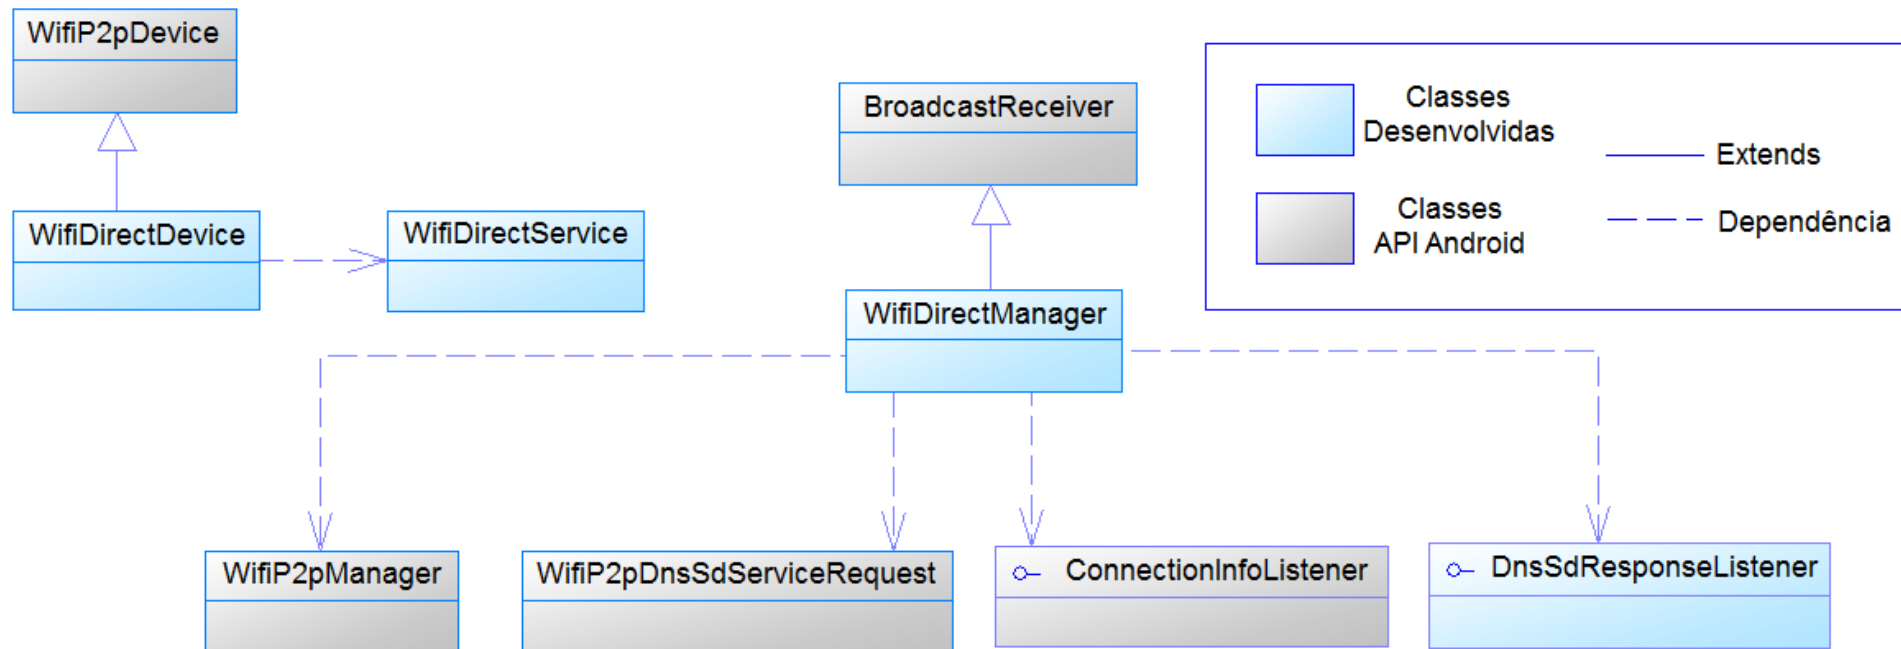 WifiP2pDevice
BroadcastReceiver
Classes
Desenvolvidas
Extends
Classes
API Android
Dependência
WifiDirectDevice
WifiDirectService
WifiDirectManager
WifiP2pManager
WifiP2pDnsSdServiceRequest
ConnectionInfoListener
DnsSdResponseListener